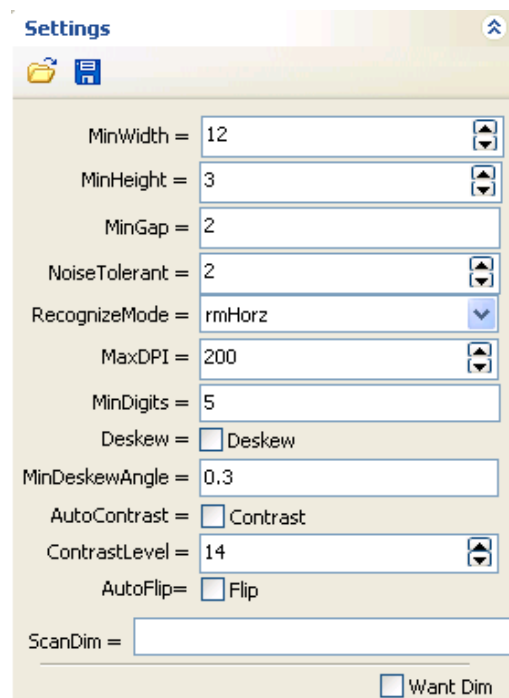 Settings
MinWidth = 12
MinHeight = 3
MinGap = 2
NoiseTolerant = 2
RecognizeMode = rmHorz
MaxDPI = 200
MinDigits = 5
Deskew = Deskew
MinDeskewAngle = 0.3
AutoContrast = Contrast
ContrastLevel = 14
AutoFlip= Flip
ScanDim =
Want Dim